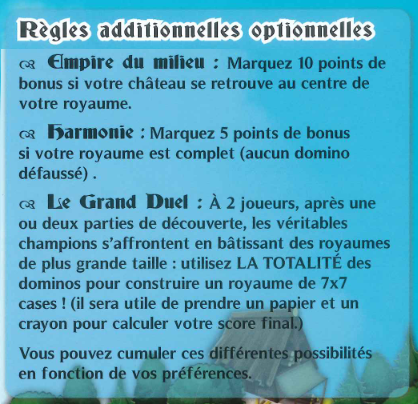 Règles additionnelles optionnelles
Empire du milieu : Marquez 10 points de
bonus si votre château se retrouve au centre de
votre royaume.
Harmonie : Marquez 5 points de bonus
si votre royaume est complet (aucun domino
défaussé) .
Le Grand Duel : À 2 joueurs, après une
ou deux parties de découverte, les véritables
champions s'affrontent en bâtissant des royaumes
de plus grande taille : utilisez LA TOTALITÉ des
dominos pour construire un royaume de 7x7
cases ! (il sera utile de prendre un papier et un
crayon pour calculer votre score final.)
Vous pouvez cumuler ces différentes possibilités
en fonction de vos préférences.